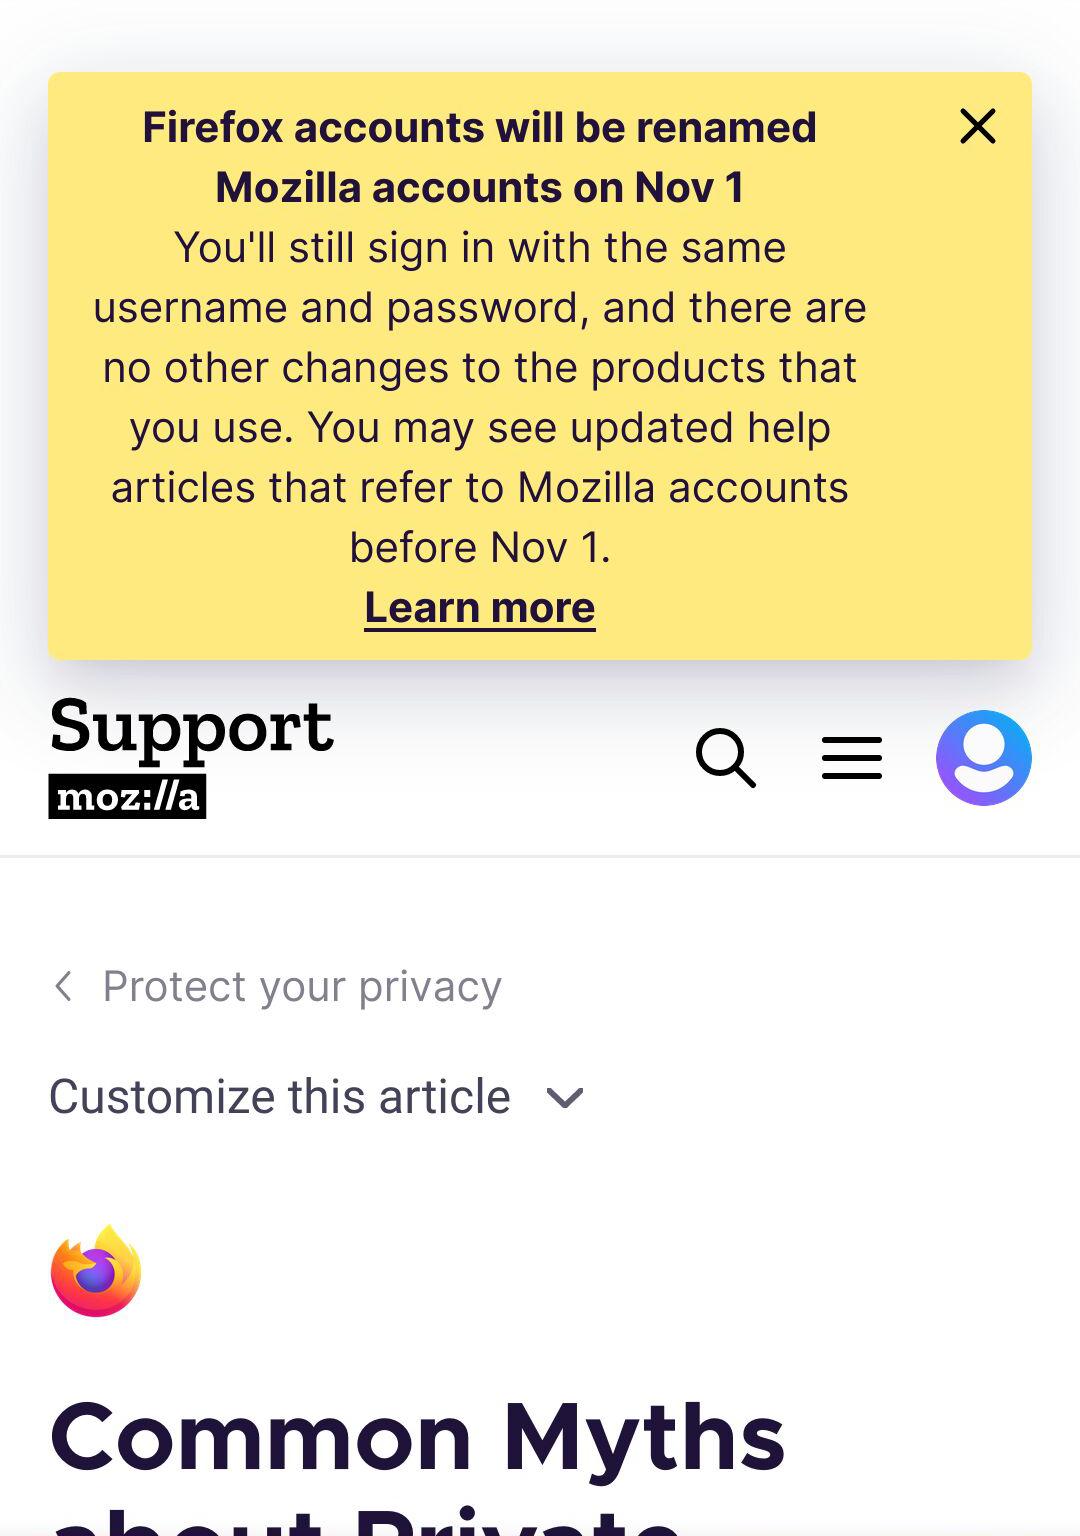 Firefox accounts will be renamed
Mozilla accounts on Nov 1
You'll still sign in with the same
username and password, and there are
no other changes to the products that
you use. You may see updated help
articles that refer to Mozilla accounts
before Nov 1.
Learn more
Support
moz://a
Protect your privacy
Customize this article
Common Myths
about Private